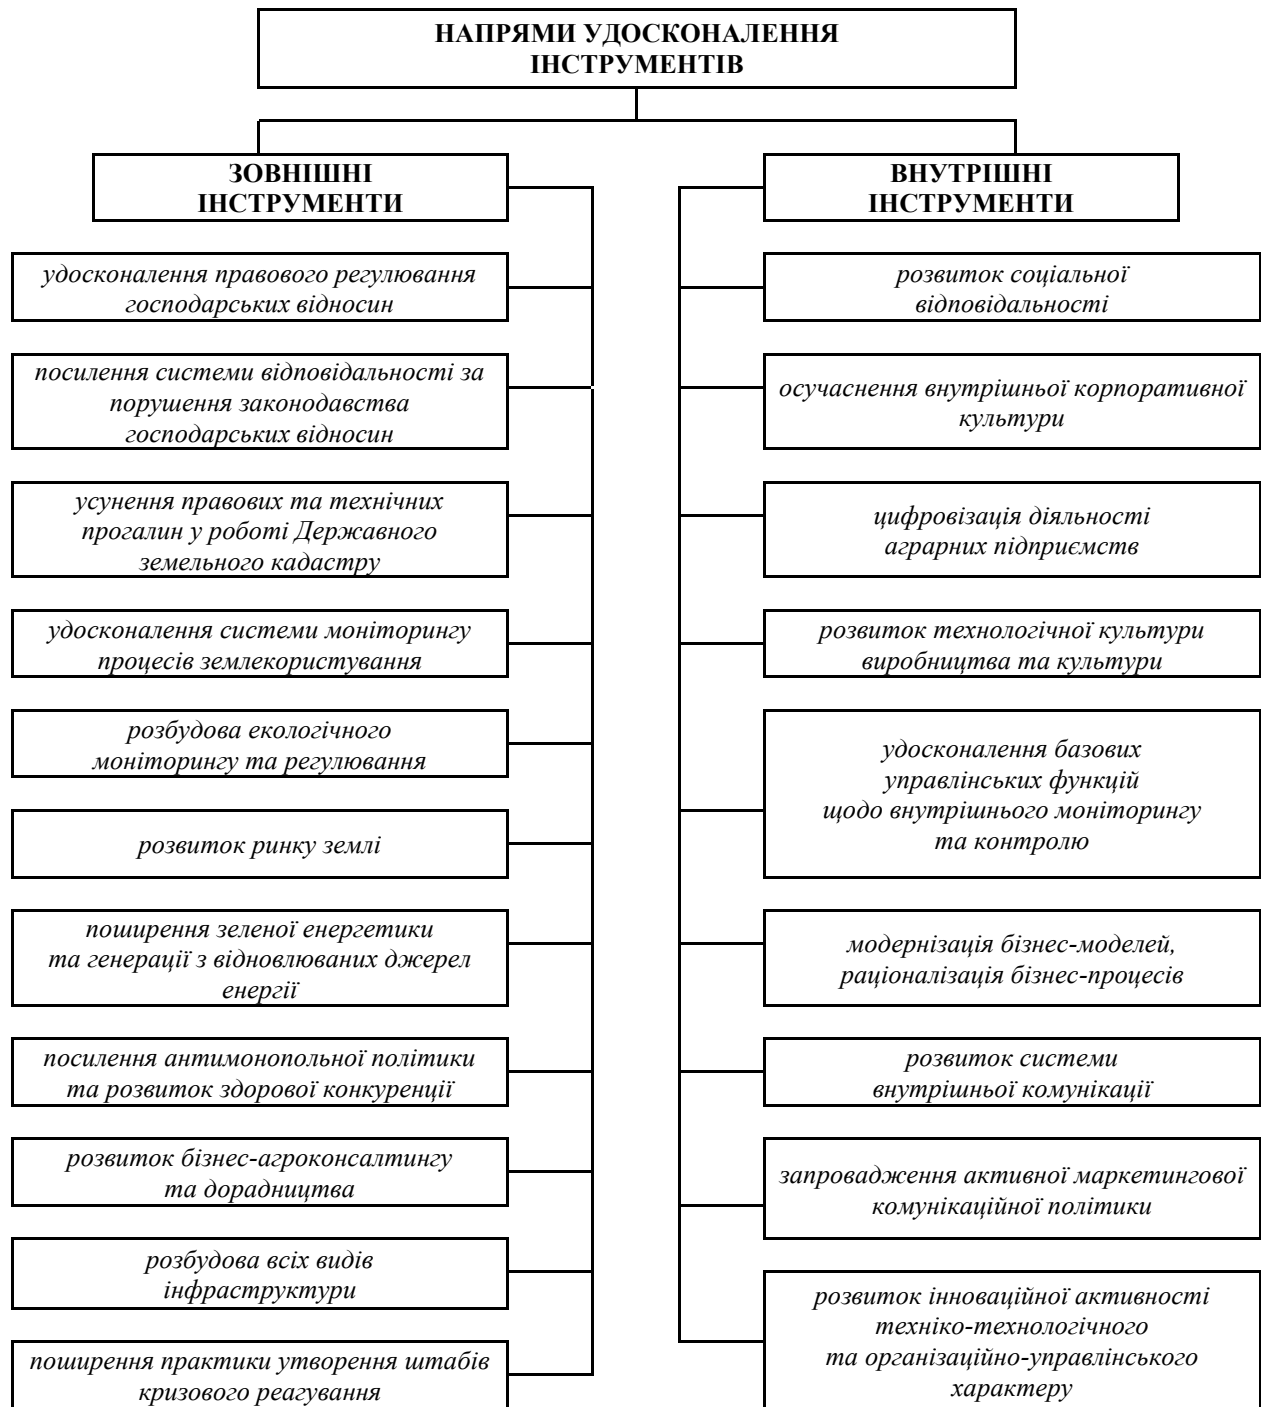 НАПРЯМИ УДОСКОНАЛЕННЯ
ІНСТРУМЕНТІВ
ЗОВНІШНІ
ІНСТРУМЕНТИ
удосконалення правового регулювання
господарських відносин
посилення системи відповідальності за
порушення законодавства
господарських відносин
усунення правових та технічних
прогалин у роботі Державного
земельного кадастру
удосконалення системи моніторингу
процесів землекористування
розбудова екологічного
моніторингу та регулювання
розвиток ринку землі
поширення зеленої енергетики
та генерації з відновлюваних джерел
енергії
посилення антимонопольної політики
та розвиток здорової конкуренції
розвиток бізнес-агроконсалтингу
та дорадництва
розбудова всіх видів
інфраструктури
поширення практики утворення штабів
кризового реагування
ВНУТРІШНІ
ІНСТРУМЕНТИ
розвиток соціальної
відповідальності
осучаснення внутрішньої корпоративної
культури
цифровізація діяльності
аграрних підприємств
розвиток технологічної культури
виробництва та культури
удосконалення базових
управлінських функцій
щодо внутрішнього моніторингу
та контролю
модернізація бізнес-моделей,
раціоналізація бізнес-процесів
розвиток системи
внутрішньої комунікації
запровадження активної маркетингової
комунікаційної політики
розвиток інноваційної активності
техніко-технологічного
та організаційно-управлінського
характеру